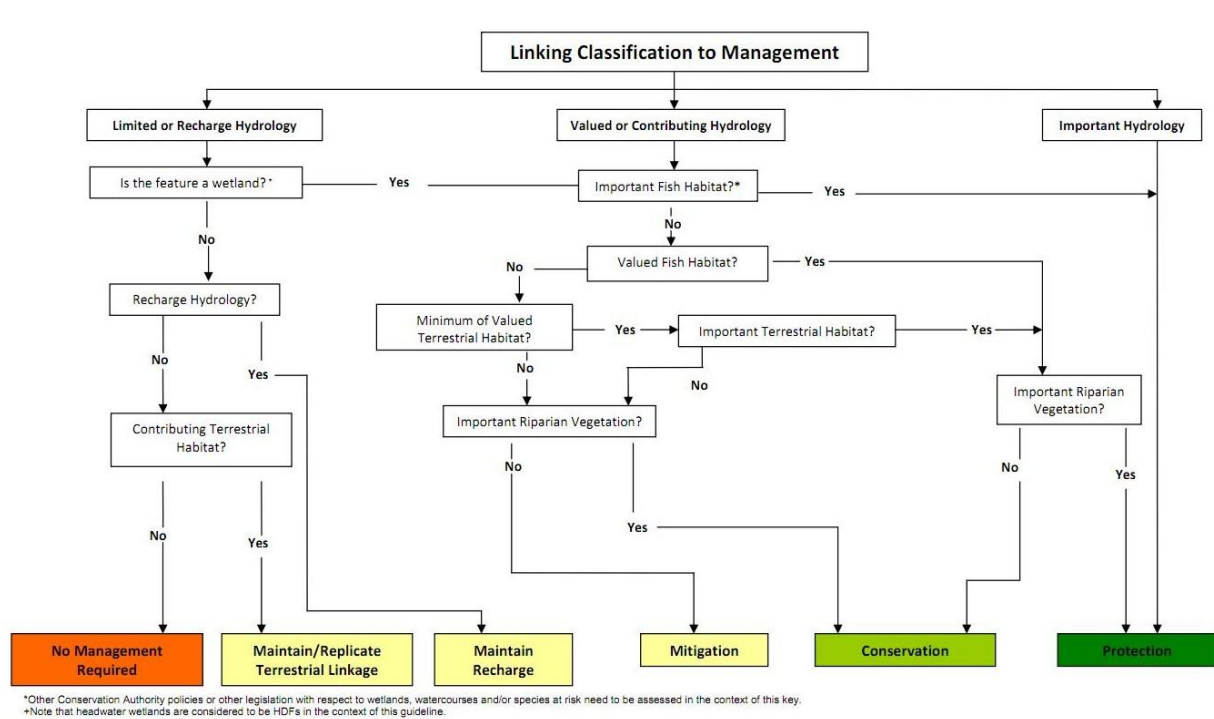 Linking Classification to Management
Limited or Recharge Hydrology
Valued or Contributing Hydrology
Important Hydrology
Is the feature a wetland?+
Yes
Important Fish Habitat?*
Yes
No
No
Valued Fish Habitat?
Yes
No
Recharge Hydrology?
Minimum of Valued
Terrestrial Habitat?
Yes
Important Terrestrial Habitat?
Yes
No
Yes
No
No
Important Riparian
Vegetation?
Contributing Terrestrial
Habitat?
Important Riparian Vegetation?
No
No
Yes
No
Yes
Yes
No Management
Required
Maintain/Replicate
Terrestrial Linkage
Maintain
Recharge
Mitigation
Conservation
Protection
*Other Conservation Authority policies or other legislation with respect to wetlands, watercourses and/or species at risk need to be assessed in the context of this key.
+Note that headwater wetlands are considered to be HDFs in the context of this guideline.